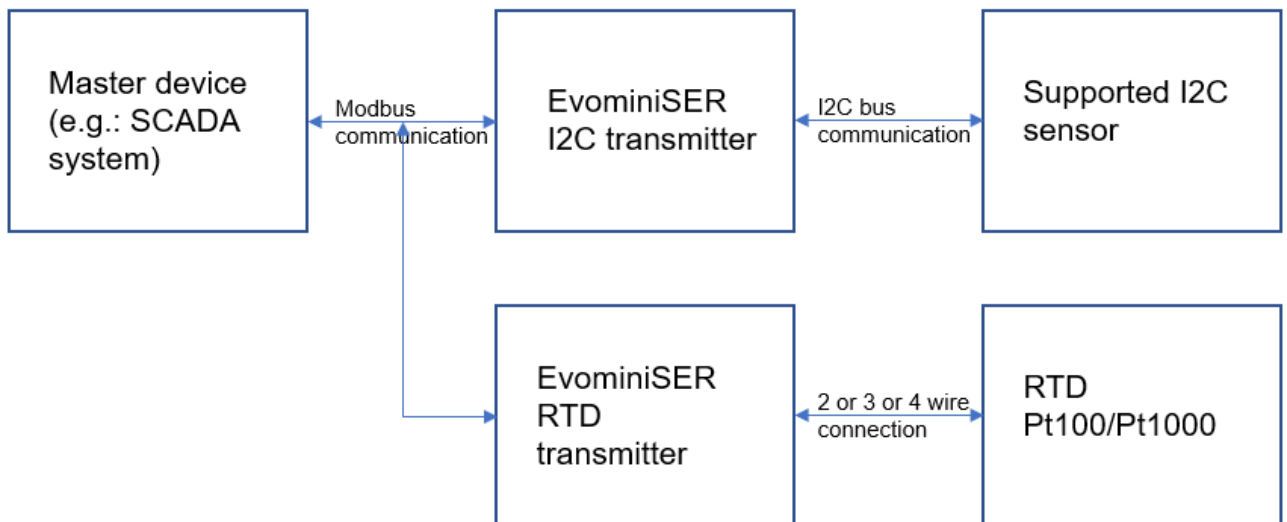 Master device
(e.g.: SCADA
system)
Modbus
communication
EvominiSER
I2C transmitter
I2C bus
communication
Supported I2C
sensor
EvominiSER
RTD
transmitter
2 or 3 or 4 wire
connection
RTD
Pt100/Pt1000